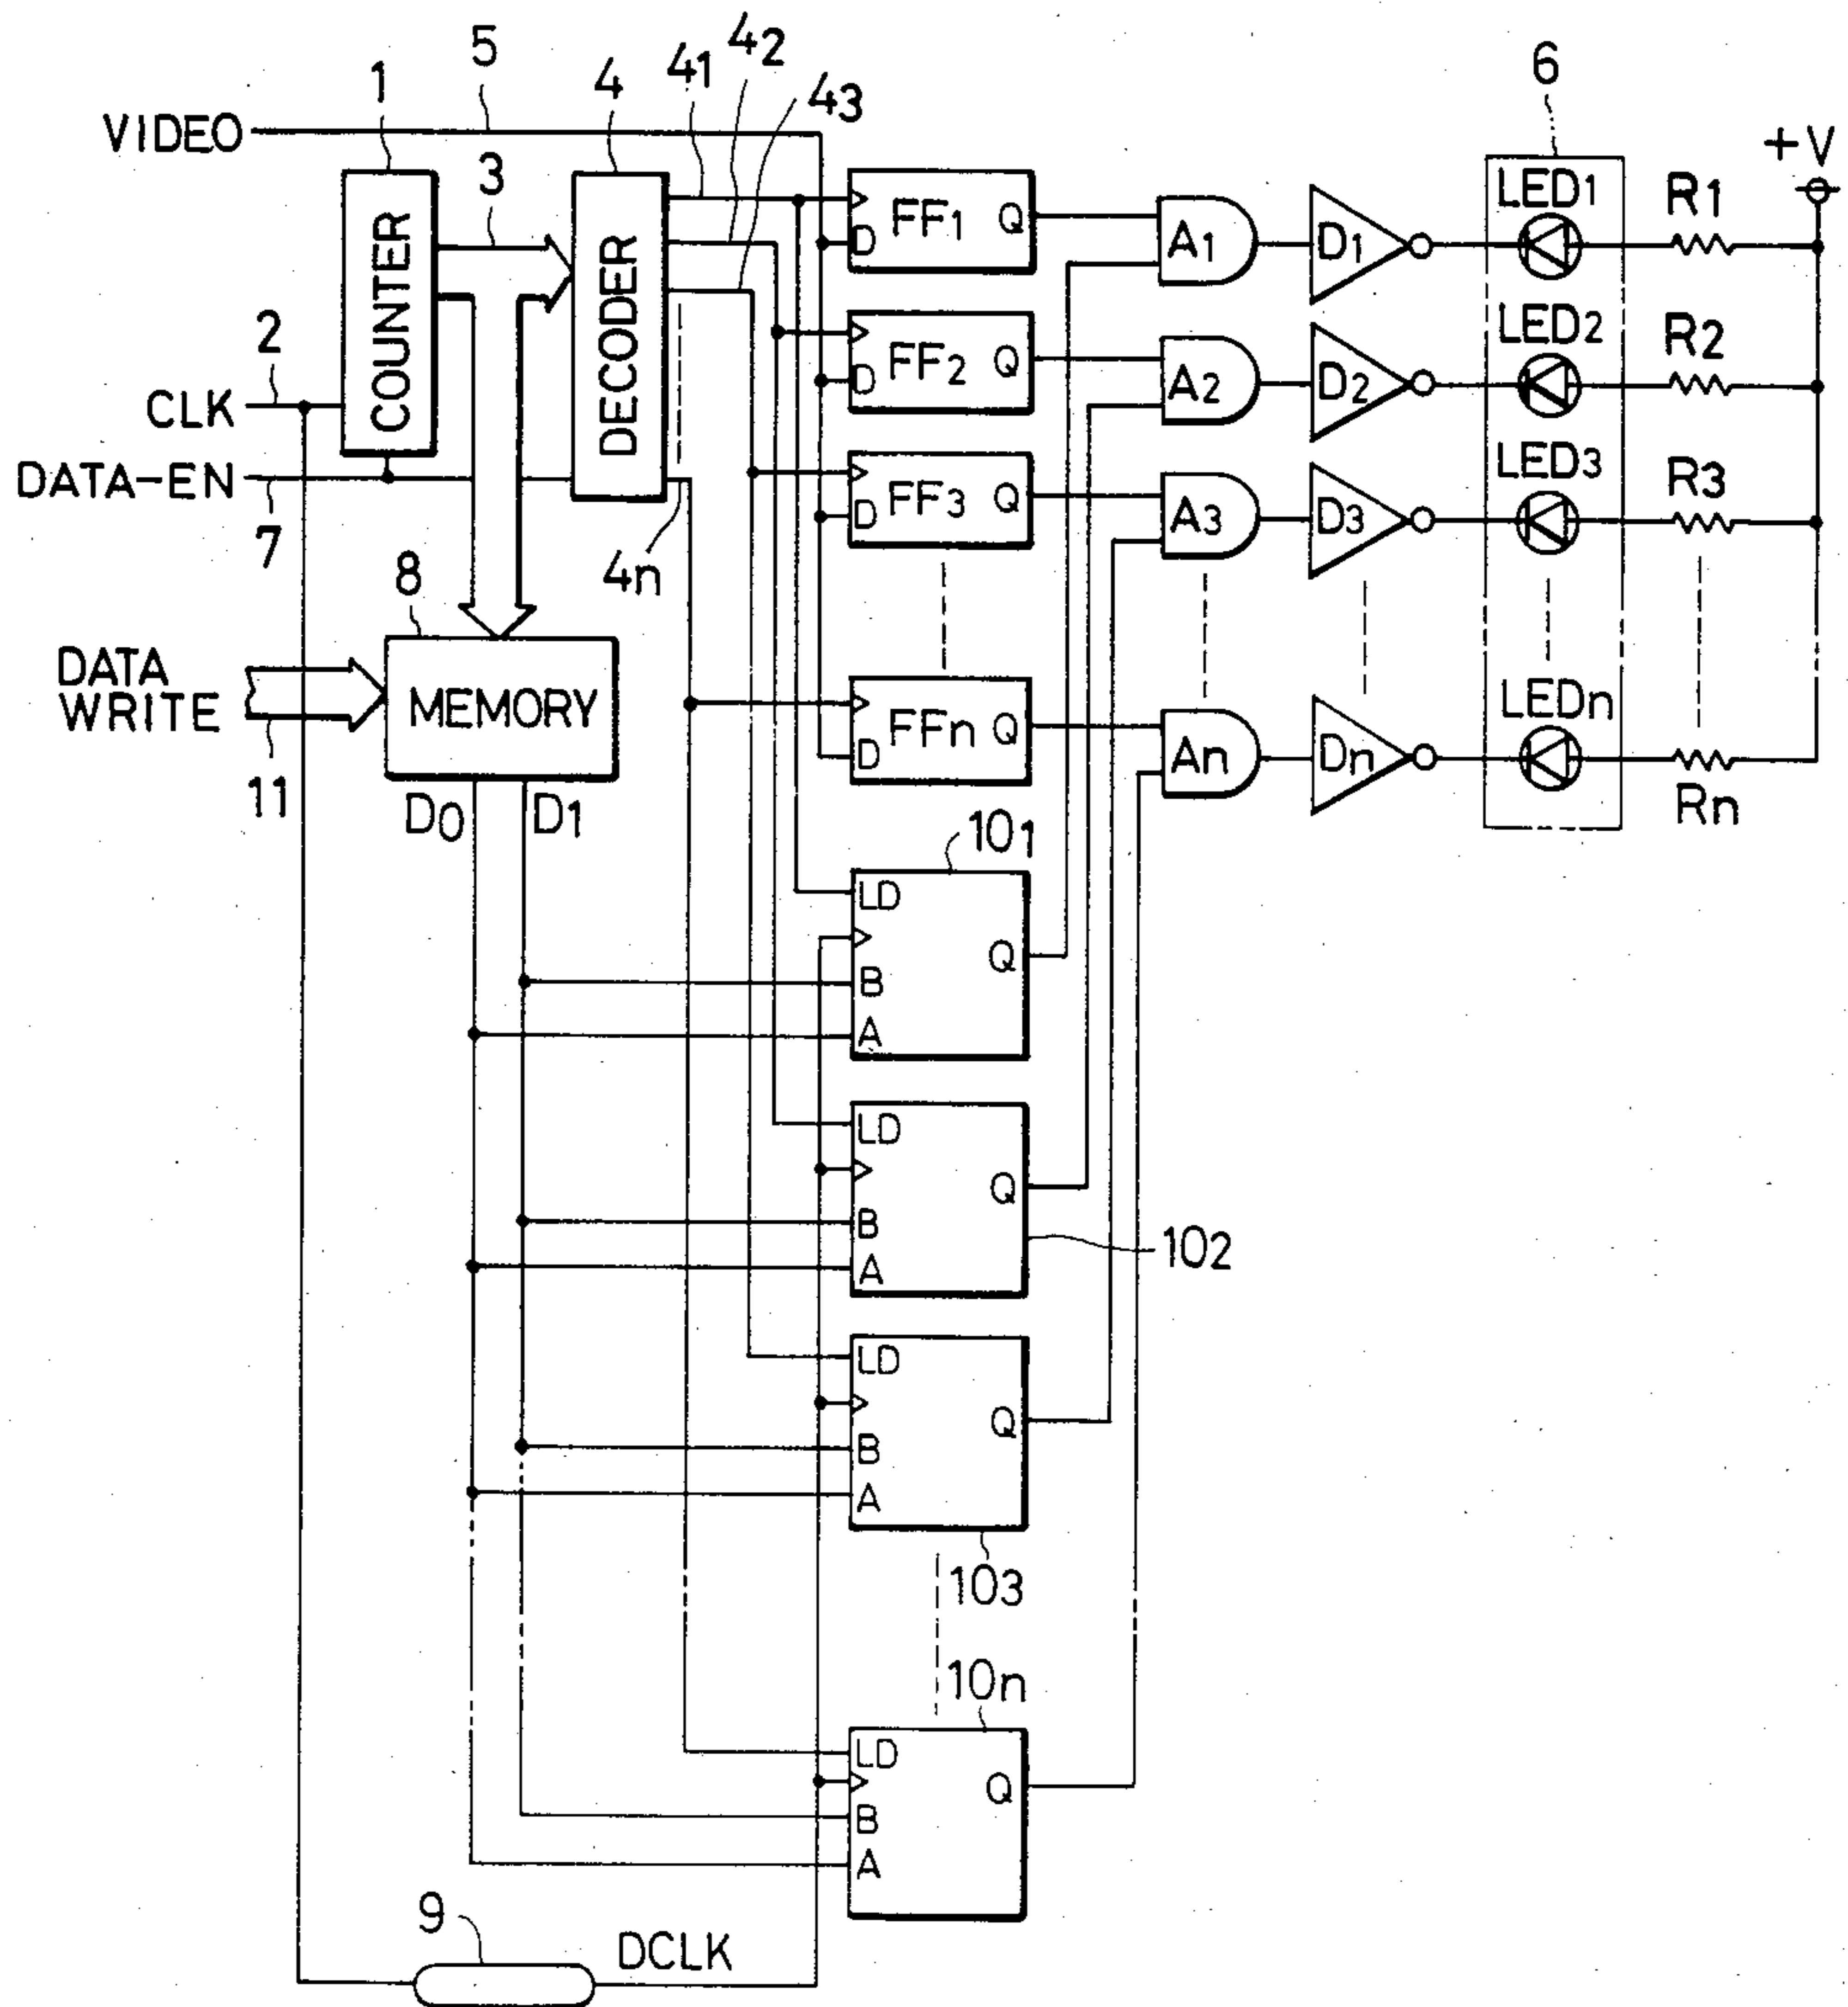 5
4₁
4₂
4₃
1
4
6
VIDEO
3
+V
COUNTER
DECODER
FF₁
Q
D
A₁
D₁
LED₁
R₁
2
CLK
FF₂
Q
D
A₂
D₂
LED₂
R₂
DATA-EN
7
FF₃
Q
D
A₃
D₃
LED₃
R₃
8
4n
DATA
WRITE
11
MEMORY
D₀
D₁
FFn
Q
D
An
Dn
LEDn
Rn
10₁
LD
Q
B
A
LD
Q
B
A
10₂
LD
Q
B
A
10₃
10n
LD
Q
B
A
9
DCLK